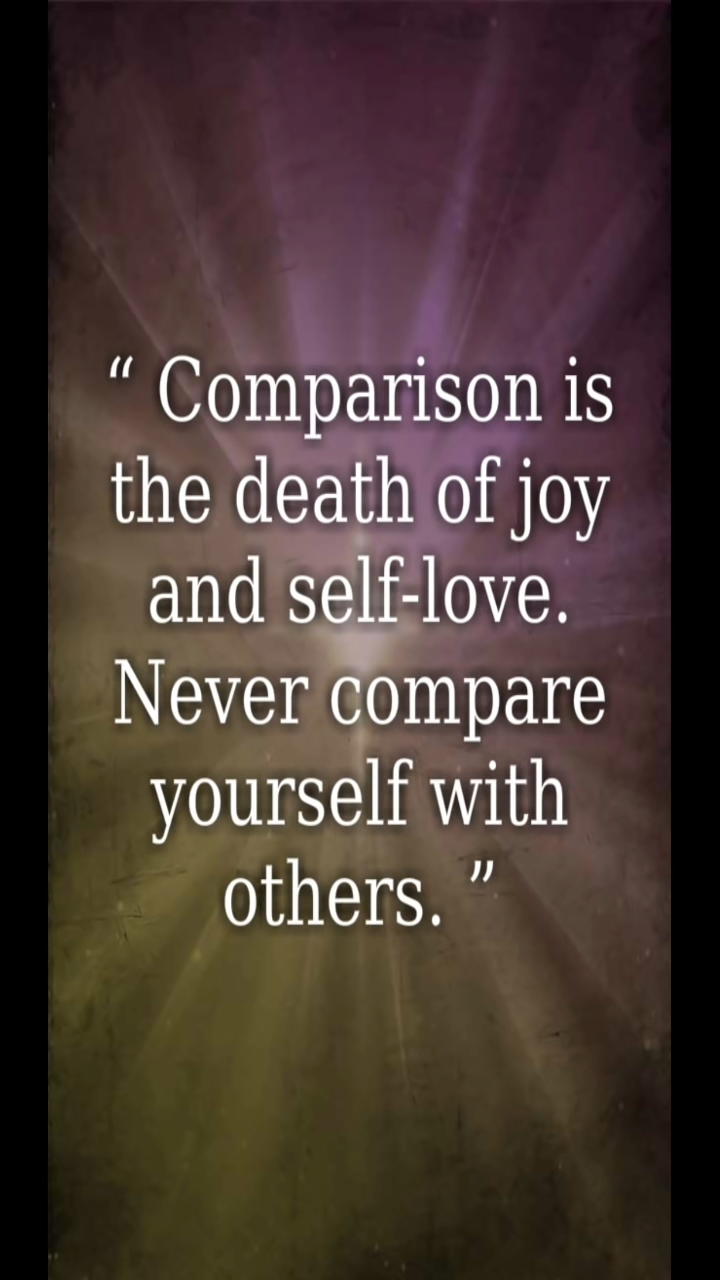 “ Comparison is
the death of joy
and self-love.
Never compare
yourself with
others. ”